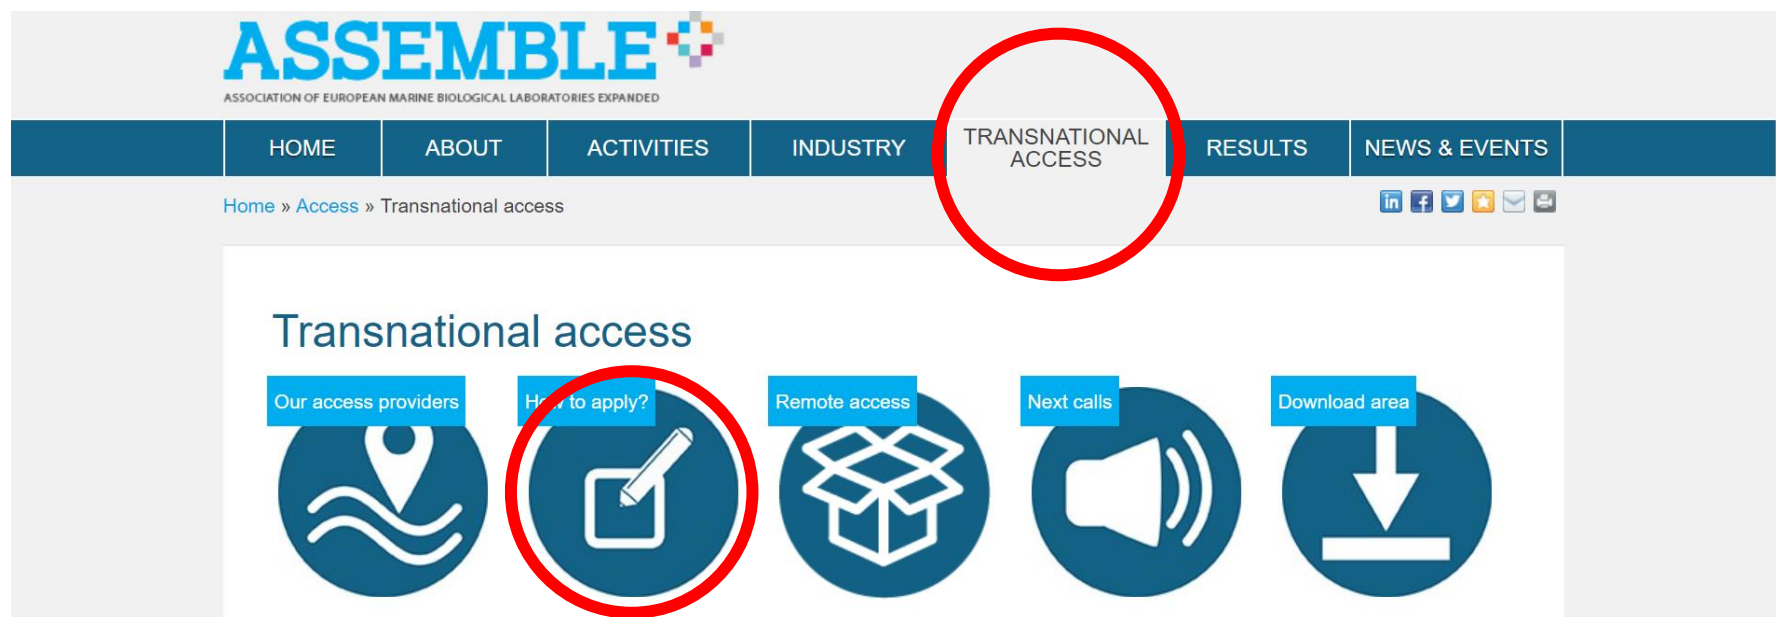 ASSEMBLE
ASSOCIATION OF EUROPEAN MARINE BIOLOGICAL LABORATORIES EXPANDED
HOME
ABOUT
ACTIVITIES
INDUSTRY
TRANSNATIONAL
ACCESS
RESULTS
NEWS & EVENTS
Home » Access » Transnational access
Transnational access
Our access providers
How to apply?
Remote access
Next calls
Download area